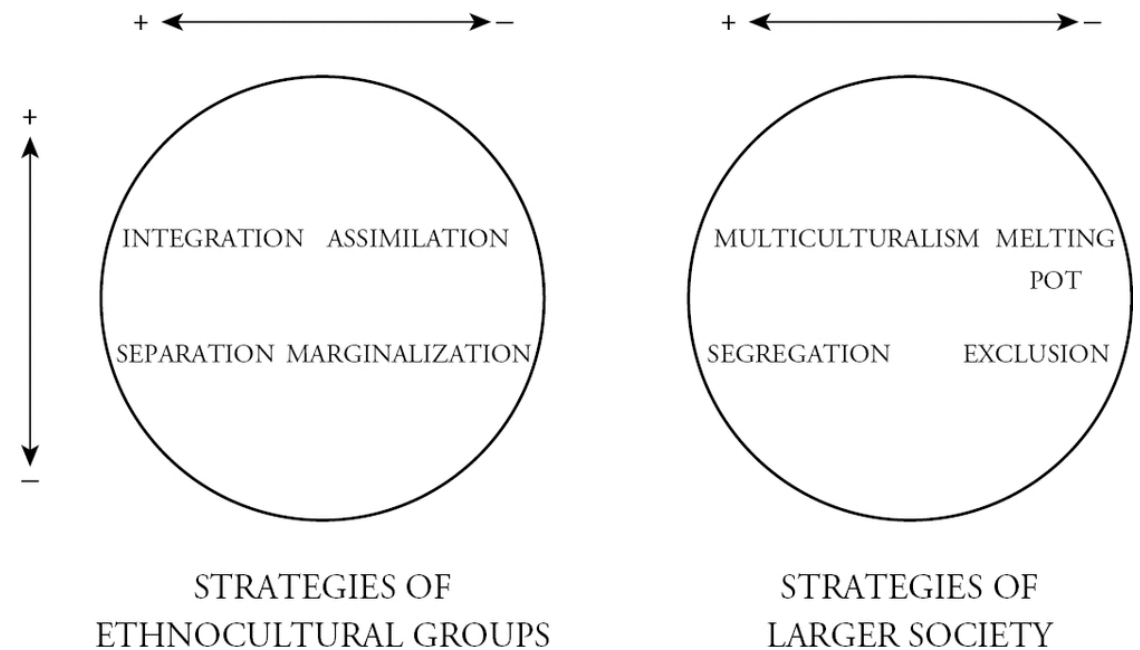 + – + –
+
INTEGRATION ASSIMILATION
MULTICULTURALISM MELTING
POT
SEPARATION MARGINALIZATION
SEGREGATION EXCLUSION
–
STRATEGIES OF
ETHNOCULTURAL GROUPS
STRATEGIES OF
LARGER SOCIETY